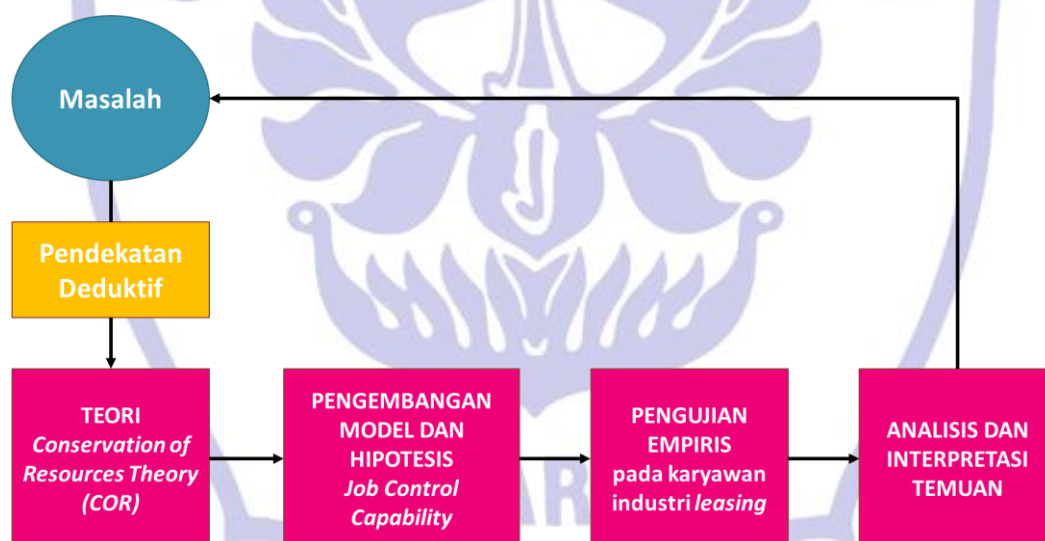 Masalah
Pendekatan
Deduktif
TEORI
Conservation of
Resources Theory
(COR)
PENGEMBANGAN
MODEL DAN
HIPOTESIS
Job Control
Capability
PENGUJIAN
EMPIRIS
pada karyawan
industri leasing
ANALISIS DAN
INTERPRETASI
TEMUAN